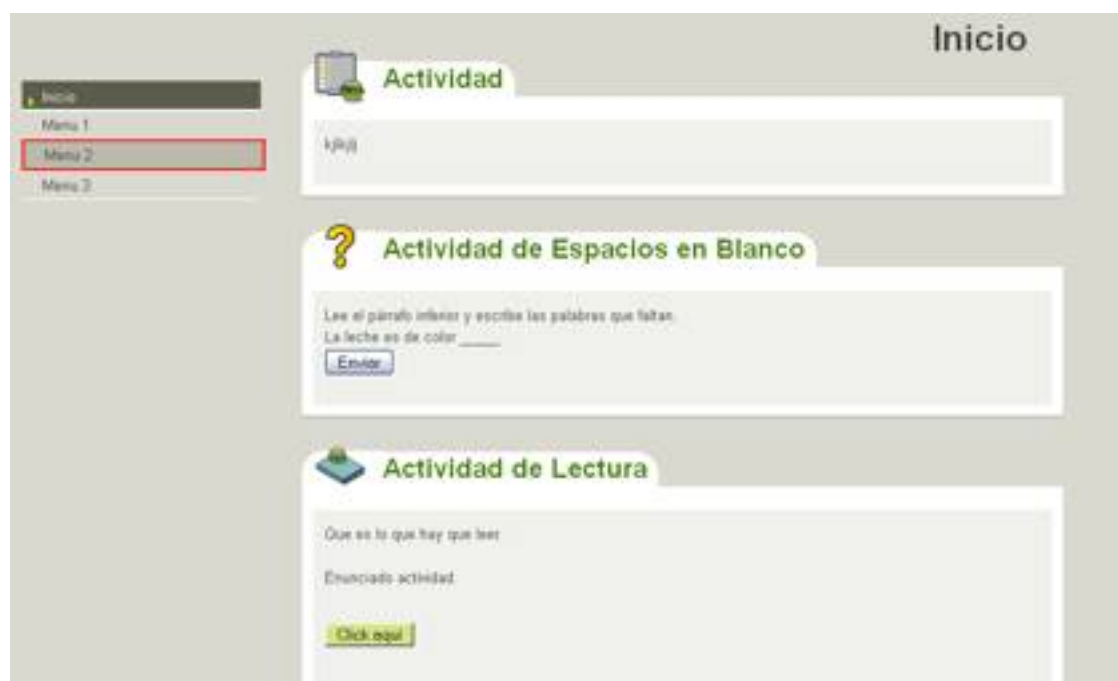 Inicio
Inicio
Menu 1
Menu 2
Menu 3
Actividad
Actividad de Espacios en Blanco
Lee el párrafo inferior y escribe las palabras que faltan.
La leche es de color _____
Enviar
Actividad de Lectura
Que es lo que hay que leer
Enunciado actividad
Click aquí